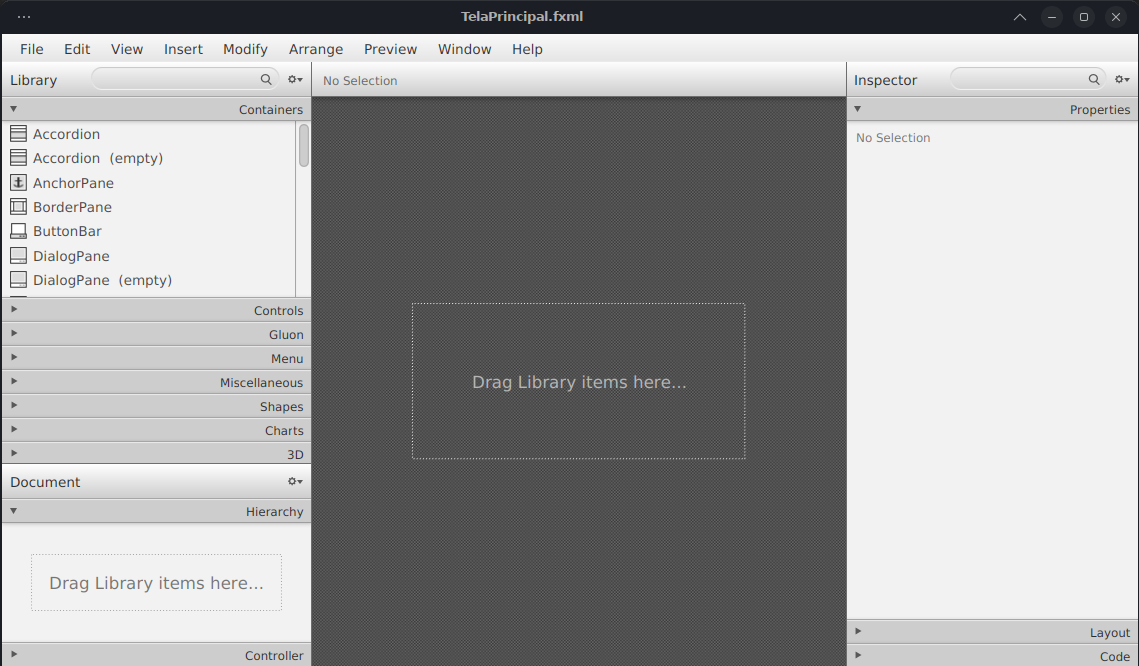 TelaPrincipal.fxml
File Edit View Insert Modify Arrange Preview Window Help
Library
Containers
Accordion
Accordion (empty)
AnchorPane
BorderPane
ButtonBar
DialogPane
DialogPane (empty)
Controls
Gluon
Menu
Miscellaneous
Shapes
Charts
3D
Document
Hierarchy
Drag Library items here...
Controller
No Selection
Drag Library items here...
Inspector
Properties
No Selection
Layout
Code